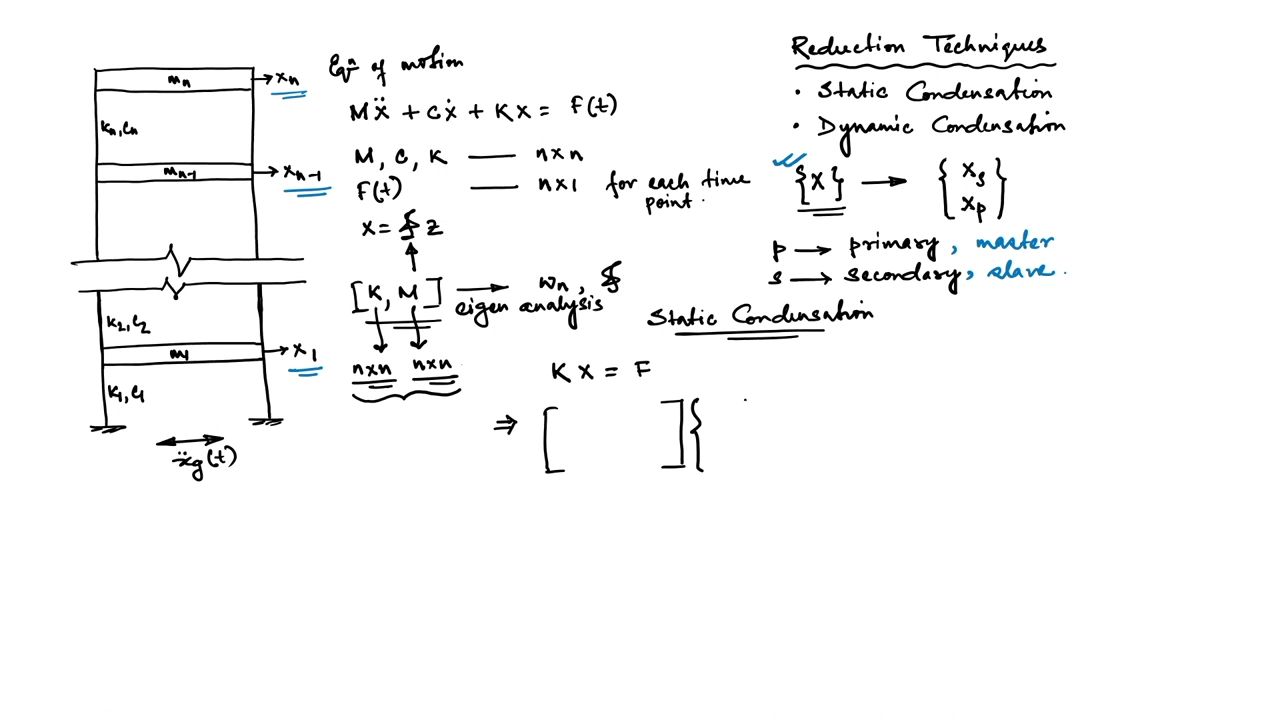 mₙ
→ xₙ
kₙ, cₙ
mₙ₋₁
→ xₙ₋₁
k₂, c₂
m₁
→ x₁
k₁, c₁
ẍg(t)
Eqⁿ of motion
Mẍ + Cẋ + Kx = F(t)
M, C, K — n×n
F(t) — n×1 for each time point.
x = Φ z
[K, M] → ωₙ, Φ
eigen analysis
n×n n×n
Reduction Techniques
• Static Condensation
• Dynamic Condensation
{x} → { xs xp }
p → primary, master
s → secondary, slave.
Static Condensation
K x = F
⇒ [ ] {